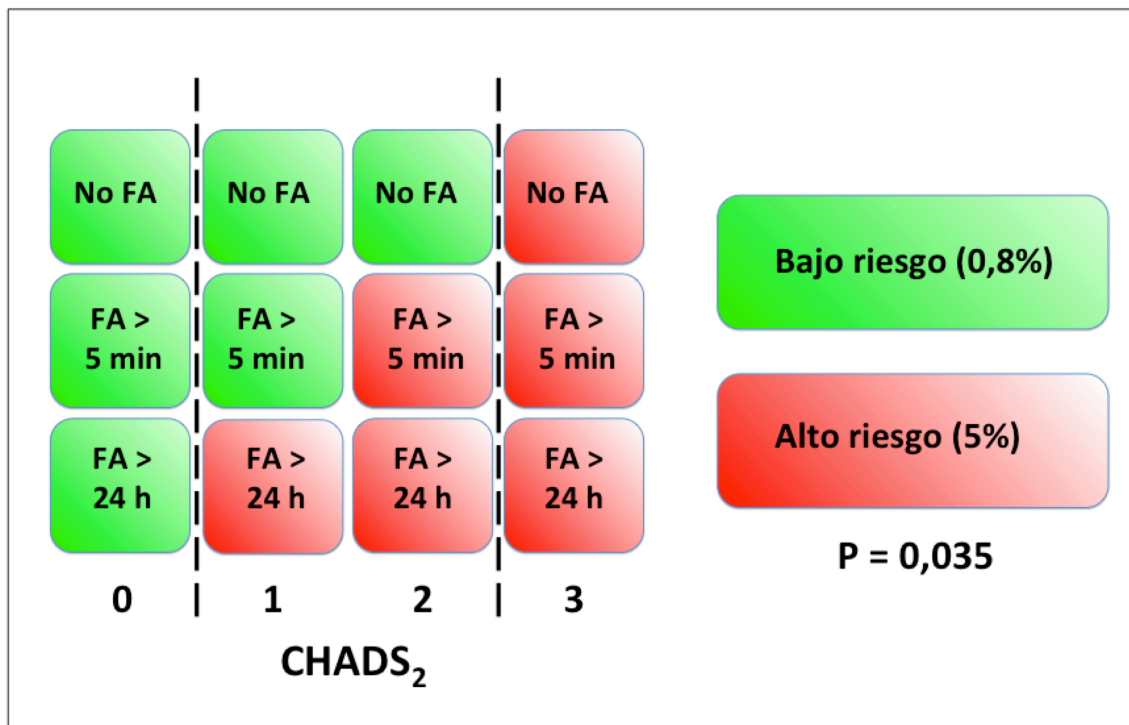 No FA No FA No FA No FA
Bajo riesgo (0,8%)
FA > FA > FA > FA >
5 min 5 min 5 min 5 min
Alto riesgo (5%)
FA > FA > FA > FA >
24 h 24 h 24 h 24 h
P = 0,035
0 1 2 3
CHADS₂